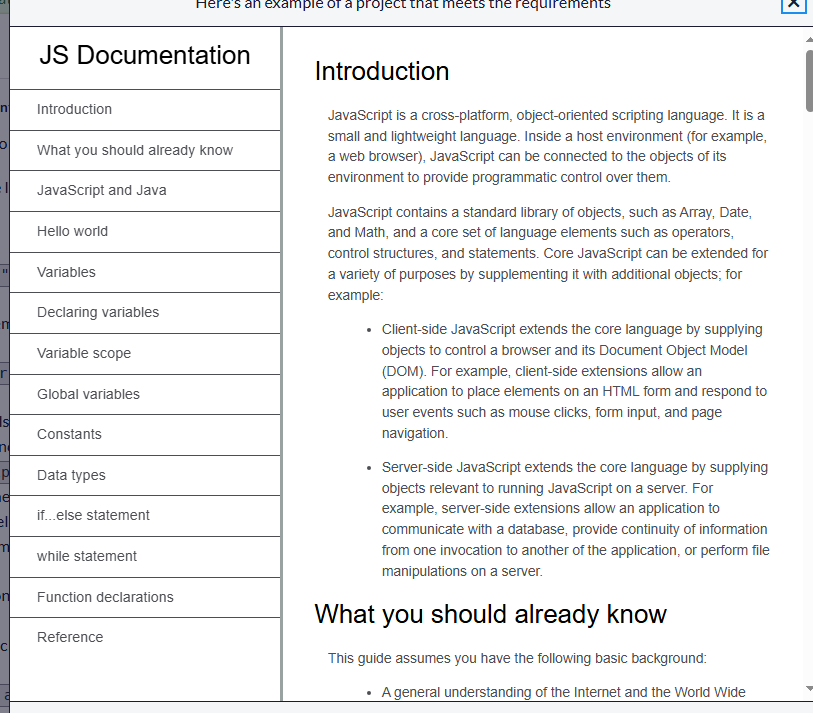 Here's an example of a project that meets the requirements
JS Documentation
Introduction
What you should already know
JavaScript and Java
Hello world
Variables
Declaring variables
Variable scope
Global variables
Constants
Data types
if...else statement
while statement
Function declarations
Reference
Introduction
JavaScript is a cross-platform, object-oriented scripting language. It is a
small and lightweight language. Inside a host environment (for example,
a web browser), JavaScript can be connected to the objects of its
environment to provide programmatic control over them.
JavaScript contains a standard library of objects, such as Array, Date,
and Math, and a core set of language elements such as operators,
control structures, and statements. Core JavaScript can be extended for
a variety of purposes by supplementing it with additional objects; for
example:
• Client-side JavaScript extends the core language by supplying
objects to control a browser and its Document Object Model
(DOM). For example, client-side extensions allow an
application to place elements on an HTML form and respond to
user events such as mouse clicks, form input, and page
navigation.
• Server-side JavaScript extends the core language by supplying
objects relevant to running JavaScript on a server. For
example, server-side extensions allow an application to
communicate with a database, provide continuity of information
from one invocation to another of the application, or perform file
manipulations on a server.
What you should already know
This guide assumes you have the following basic background:
• A general understanding of the Internet and the World Wide